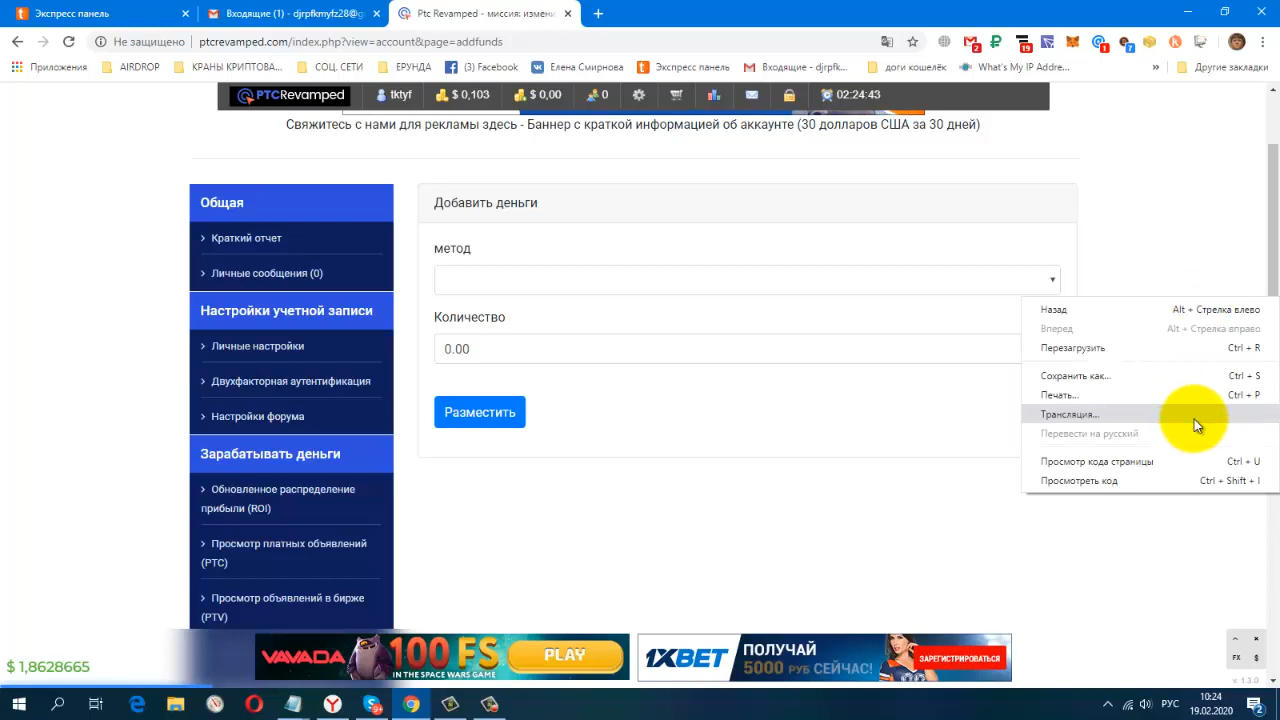 Экспресс панель
Входящие (1) - djrpfkmyfz28@g
Ptc Revamped - миссия: измени
Не защищено
ptcrevamped.com/index.php?view=account&page=addfunds
Приложения
AIRDROP
КРАНЫ КРИПТОВА...
СОЦ. СЕТИ
ЕРУНДА
(3) Facebook
Елена Смирнова
Экспресс панель
Входящие - djrpfk...
доги кошелёк
What's My IP Addre...
»
Другие закладки
PTCRevamped
tktyf
$ 0,103
$ 0,00
0
02:24:43
Свяжитесь с нами для рекламы здесь - Баннер с краткой информацией об аккаунте (30 долларов США за 30 дней)
Общая
Краткий отчет
Личные сообщения (0)
Настройки учетной записи
Личные настройки
Двухфакторная аутентификация
Настройки форума
Зарабатывать деньги
Обновленное распределение
прибыли (ROI)
Просмотр платных объявлений
(PTC)
Просмотр объявлений в бирже
(PTV)
Добавить деньги
метод
Количество
0.00
Разместить
Назад Alt + Стрелка влево
Вперед Alt + Стрелка вправо
Перезагрузить Ctrl + R
Сохранить как... Ctrl + S
Печать... Ctrl + P
Трансляция...
Перевести на русский
Просмотр кода страницы Ctrl + U
Просмотреть код Ctrl + Shift + I
VAVADA
100 FS
IN THE SPACE WARS GAME
PLAY
1XBET
ПОЛУЧАЙ
5000 РУБ СЕЙЧАС!
ЗАРЕГИСТРИРОВАТЬСЯ
FX $
v. 1.3.0
$ 1,8628665
РУС
10:24
19.02.2020